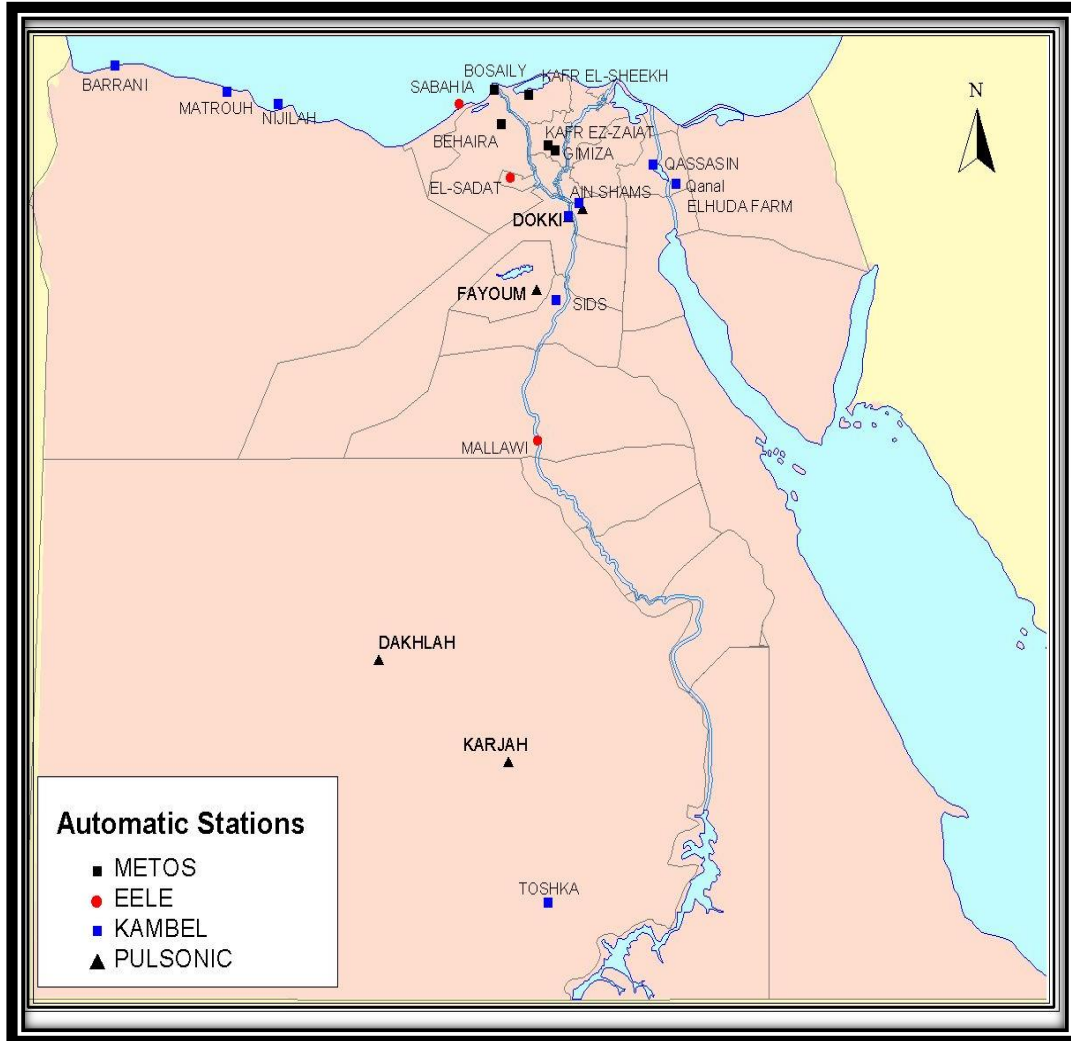 BOSAILY
KAFR EL-SHEEKH
SABAHIA
BARRANI
MATROUH
NIJILAH
BEHAIRA
KAFR EZ-ZAIAT
GIMIZA
QASSASIN
EL-SADAT
AIN SHAMS
Qanal
ELHUDA FARM
DOKKI
FAYOUM
SIDS
MALLAWI
DAKHLAH
KARJAH
TOSHKA
N
Automatic Stations
METOS
EELE
KAMBEL
PULSONIC